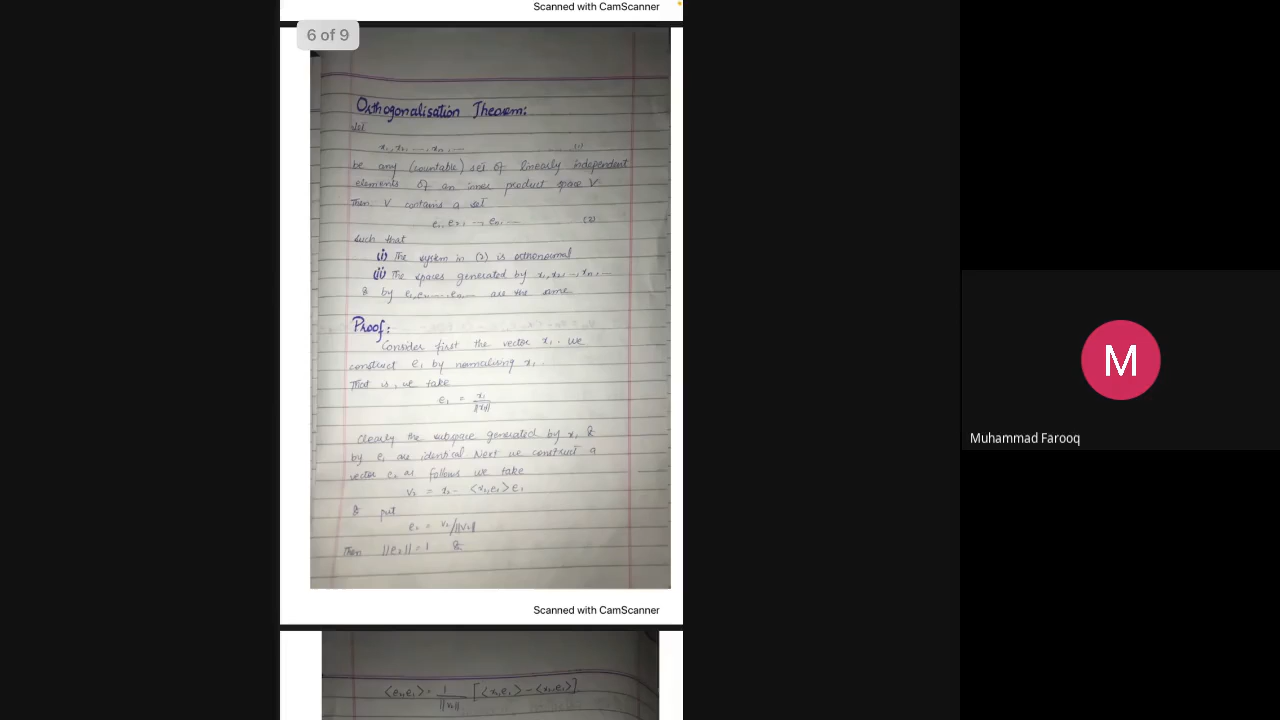 Scanned with CamScanner
6 of 9
Orthogonalisation Theorem:
Let
x₁, x₂, ..., xₙ, ... ...(1)
be any (countable) set of linearly independent
elements of an inner product space V.
Then V contains a set
e₁, e₂, ..., eₙ, ... (2)
such that
(i) The system in (2) is orthonormal
(ii) The spaces generated by x₁, x₂, ..., xₙ, ...
& by e₁, e₂, ..., eₙ, ... are the same.
Proof:
Consider first the vector x₁. We
construct e₁ by normalising x₁.
That is, we take
e₁ = x₁/||x₁||
Clearly the subspace generated by x₁ &
by e₁ are identical Next we construct a
vector e₂ as follows we take
v₂ = x₂ - <x₂,e₁>e₁
& put
e₂ = v₂/||v₂||
Then ||e₂|| = 1 &
Scanned with CamScanner
<e₂,e₁> = 1/||v₂|| [<x₂,e₁> - <x₂,e₁>]
Muhammad Farooq
M